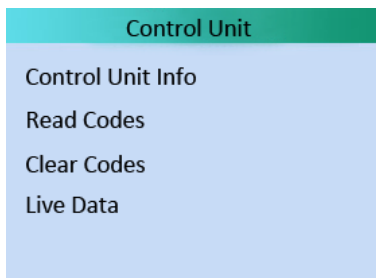 Control Unit
Control Unit Info
Read Codes
Clear Codes
Live Data